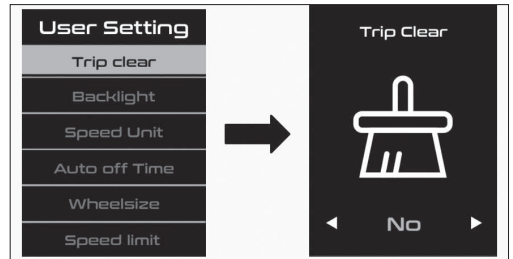 User Setting
Trip clear
Backlight
Speed Unit
Auto off Time
Wheelsize
Speed limit
Trip Clear
No